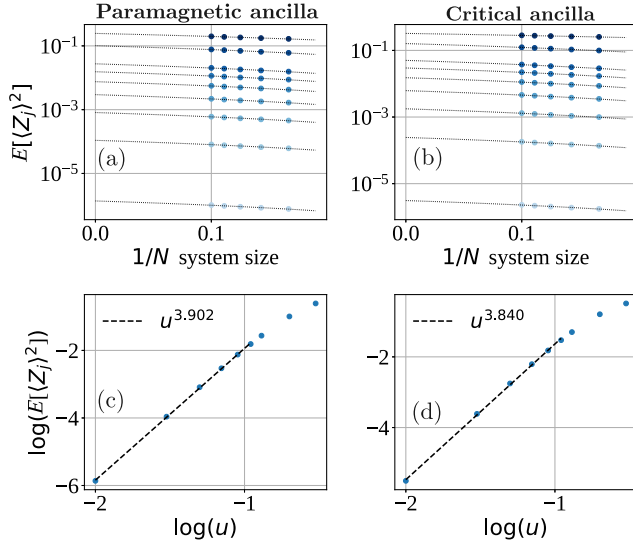 Paramagnetic ancilla
Critical ancilla
E[⟨Z_j⟩²]
10⁻¹
10⁻³
10⁻⁵
(a)
0.0
0.1
1/N system size
10⁻¹
10⁻³
10⁻⁵
(b)
0.0
0.1
1/N system size
log(E[⟨Z_j⟩²])
−2
−4
−6
u^3.902
(c)
−2
−1
log(u)
−2
−4
u^3.840
(d)
−2
−1
log(u)